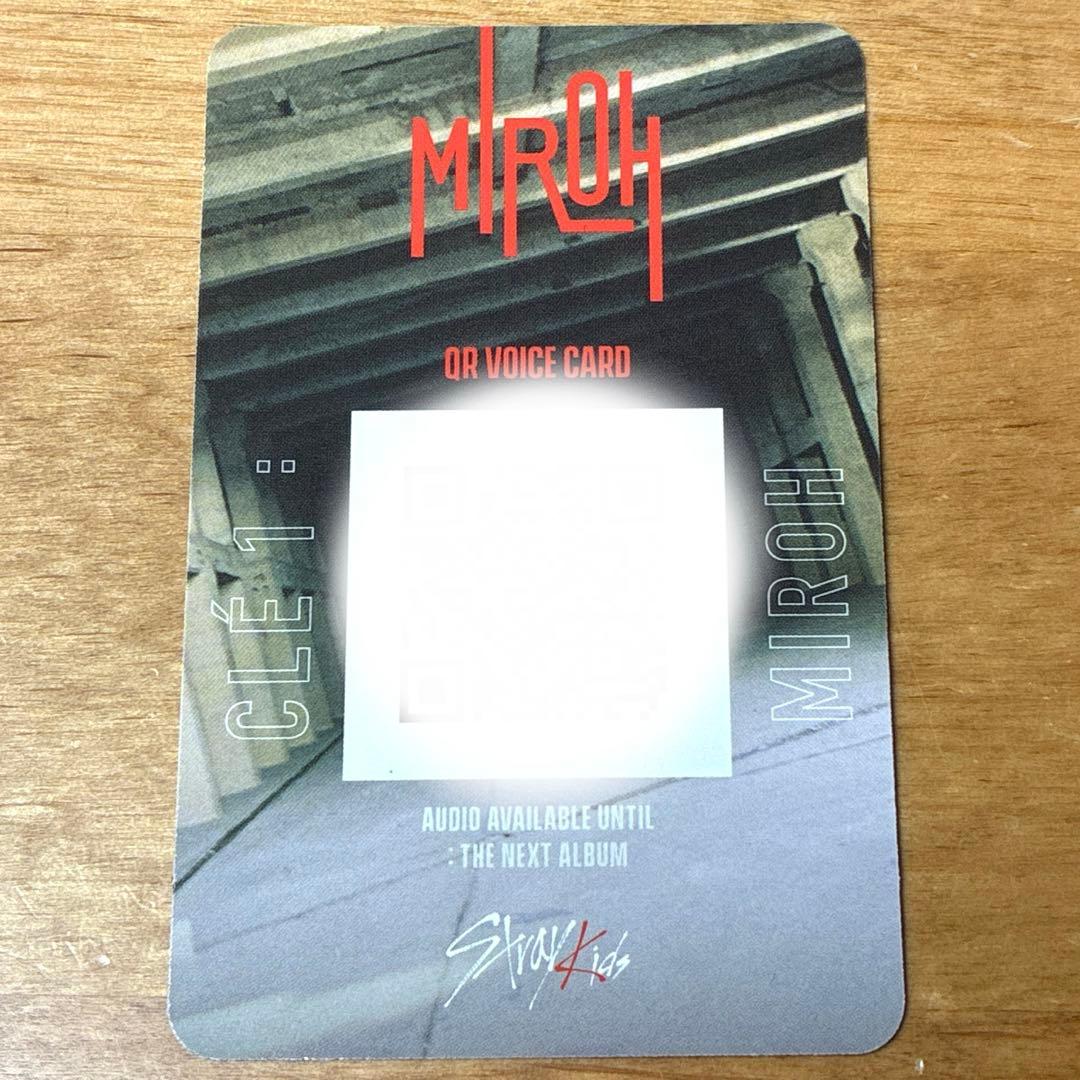 MIROH
QR VOICE CARD
CLÉ 1 :
MIROH
AUDIO AVAILABLE UNTIL
: THE NEXT ALBUM
Stray Kids